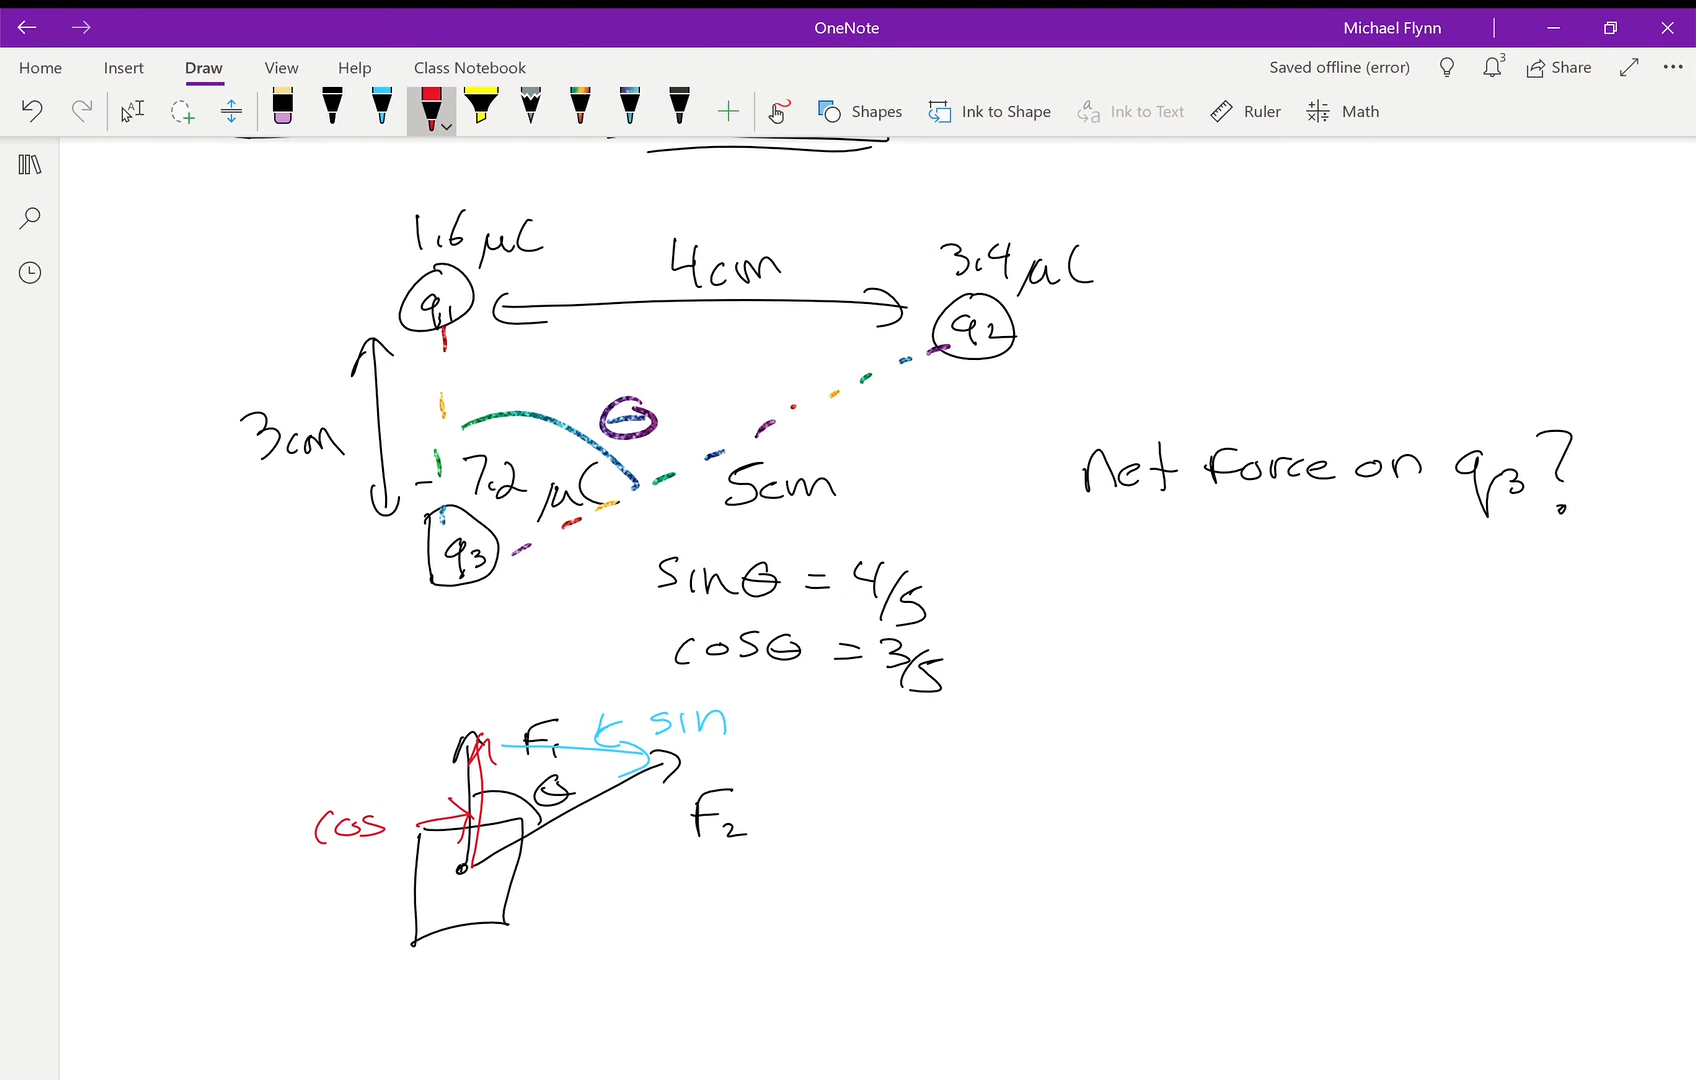 OneNote
Michael Flynn
Home Insert Draw View Help Class Notebook
Saved offline (error)
3
Share
Shapes
Ink to Shape
Ink to Text
Ruler
Math
1.6 μC
4cm
3.4 μC
q1
q2
3cm
θ
-7.2 μC
5cm
net force on q3?
q3
sinθ = 4/5
cosθ = 3/5
F1
sin
θ
cos
F2